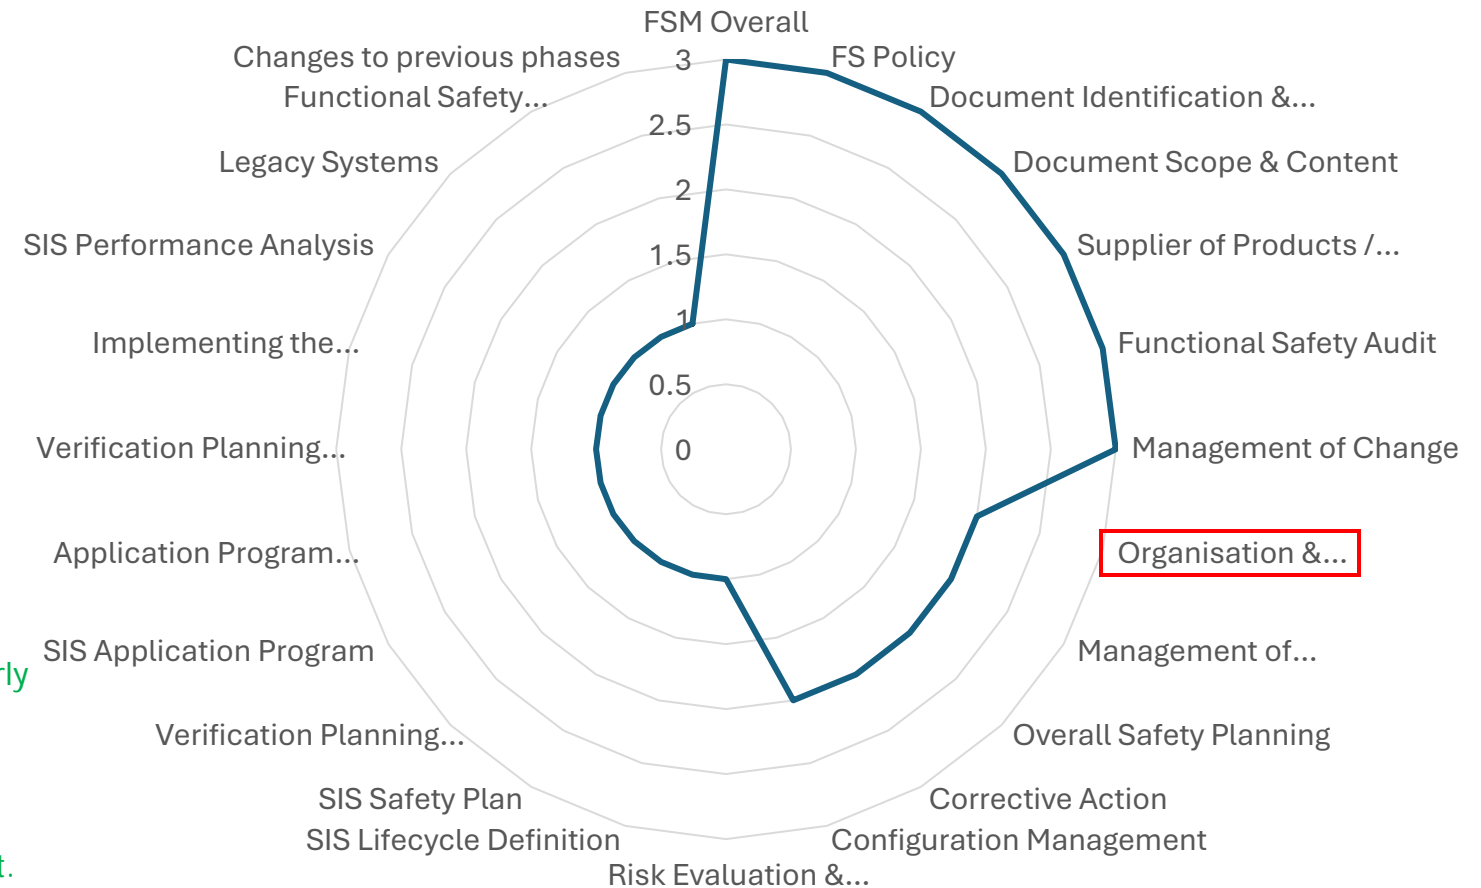 FSM Overall
Changes to previous phases
FS Policy
3
Functional Safety...
Document Identification &...
2.5
Legacy Systems
Document Scope & Content
2
SIS Performance Analysis
1.5
Supplier of Products /...
1
Implementing the...
Functional Safety Audit
0.5
Verification Planning...
0
Management of Change
Application Program...
Organisation &...
SIS Application Program
Management of...
rly
Verification Planning...
Overall Safety Planning
SIS Safety Plan
Corrective Action
SIS Lifecycle Definition
Configuration Management
t.
Risk Evaluation &...